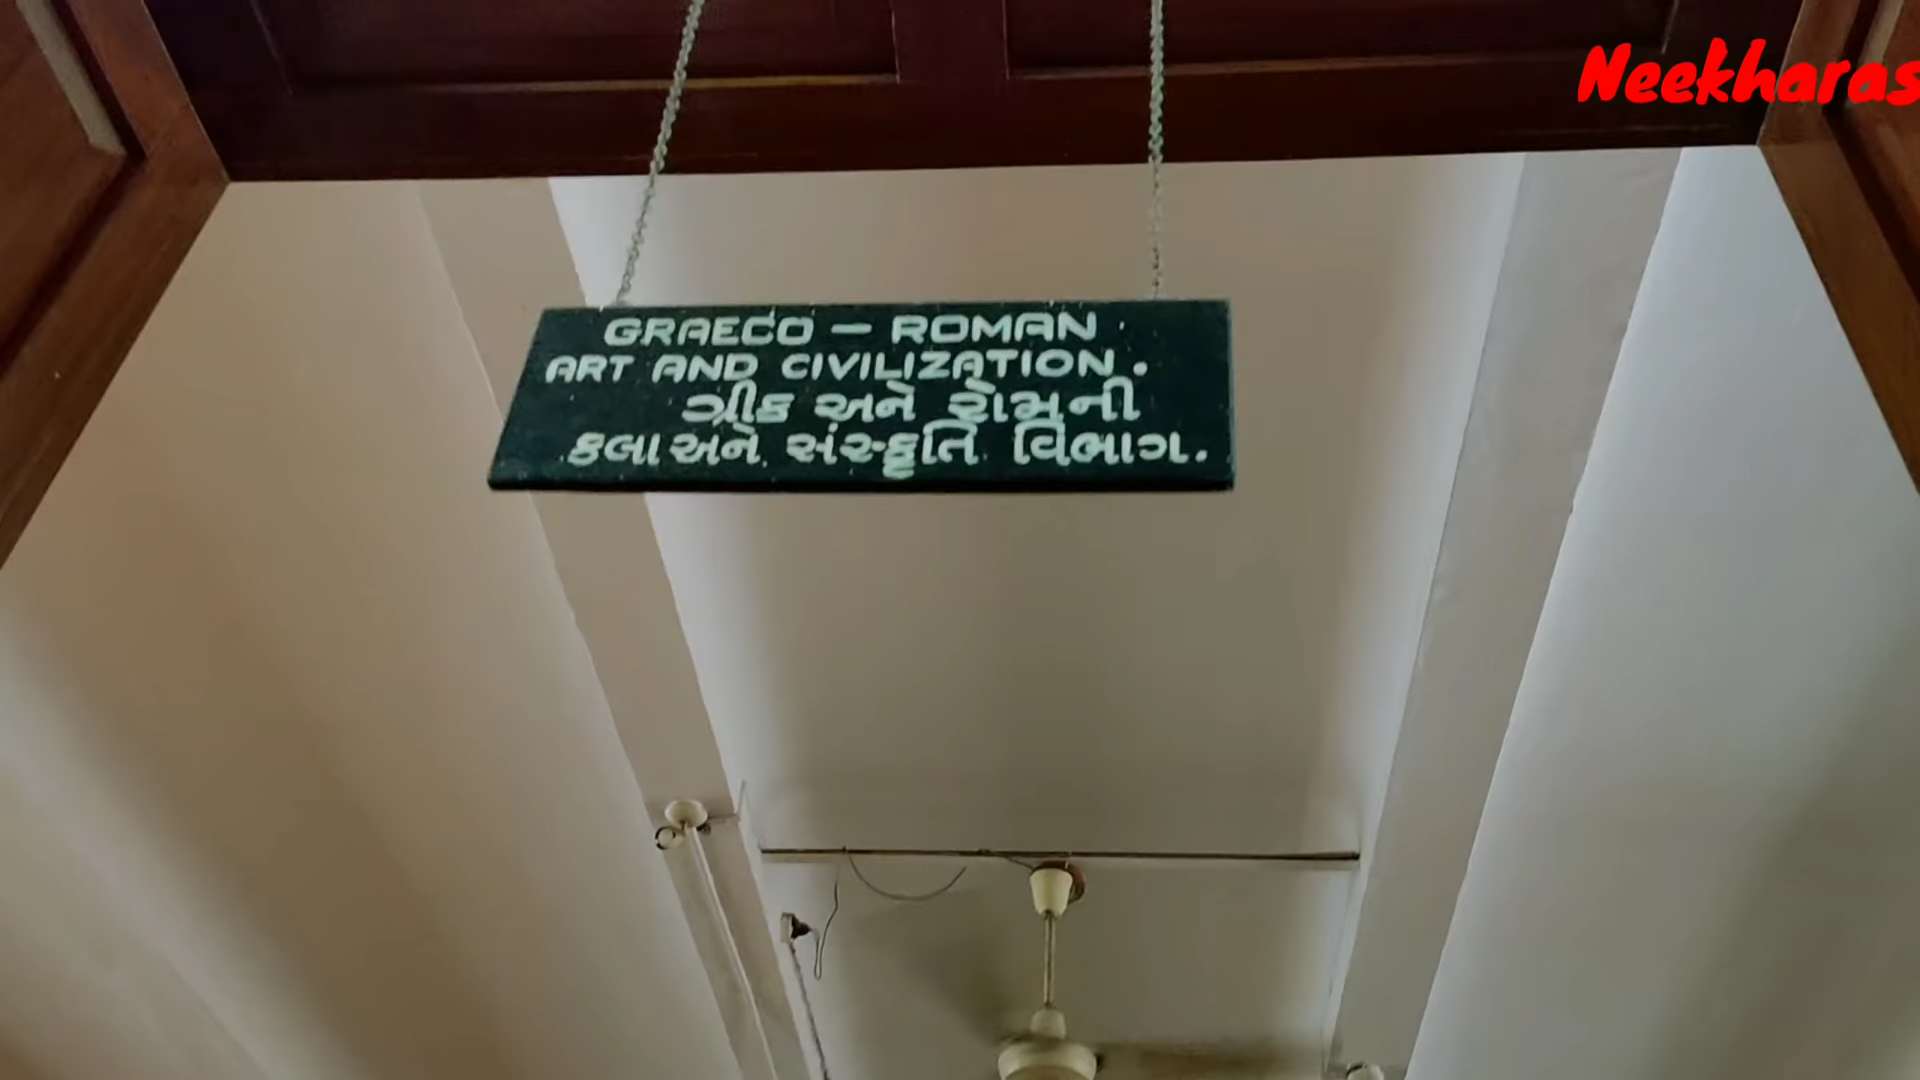 Neekharas
GRAECO – ROMAN
ART AND CIVILIZATION.
ગ્રીક અને રોમની
કલા અને સંસ્કૃતિ વિભાગ.